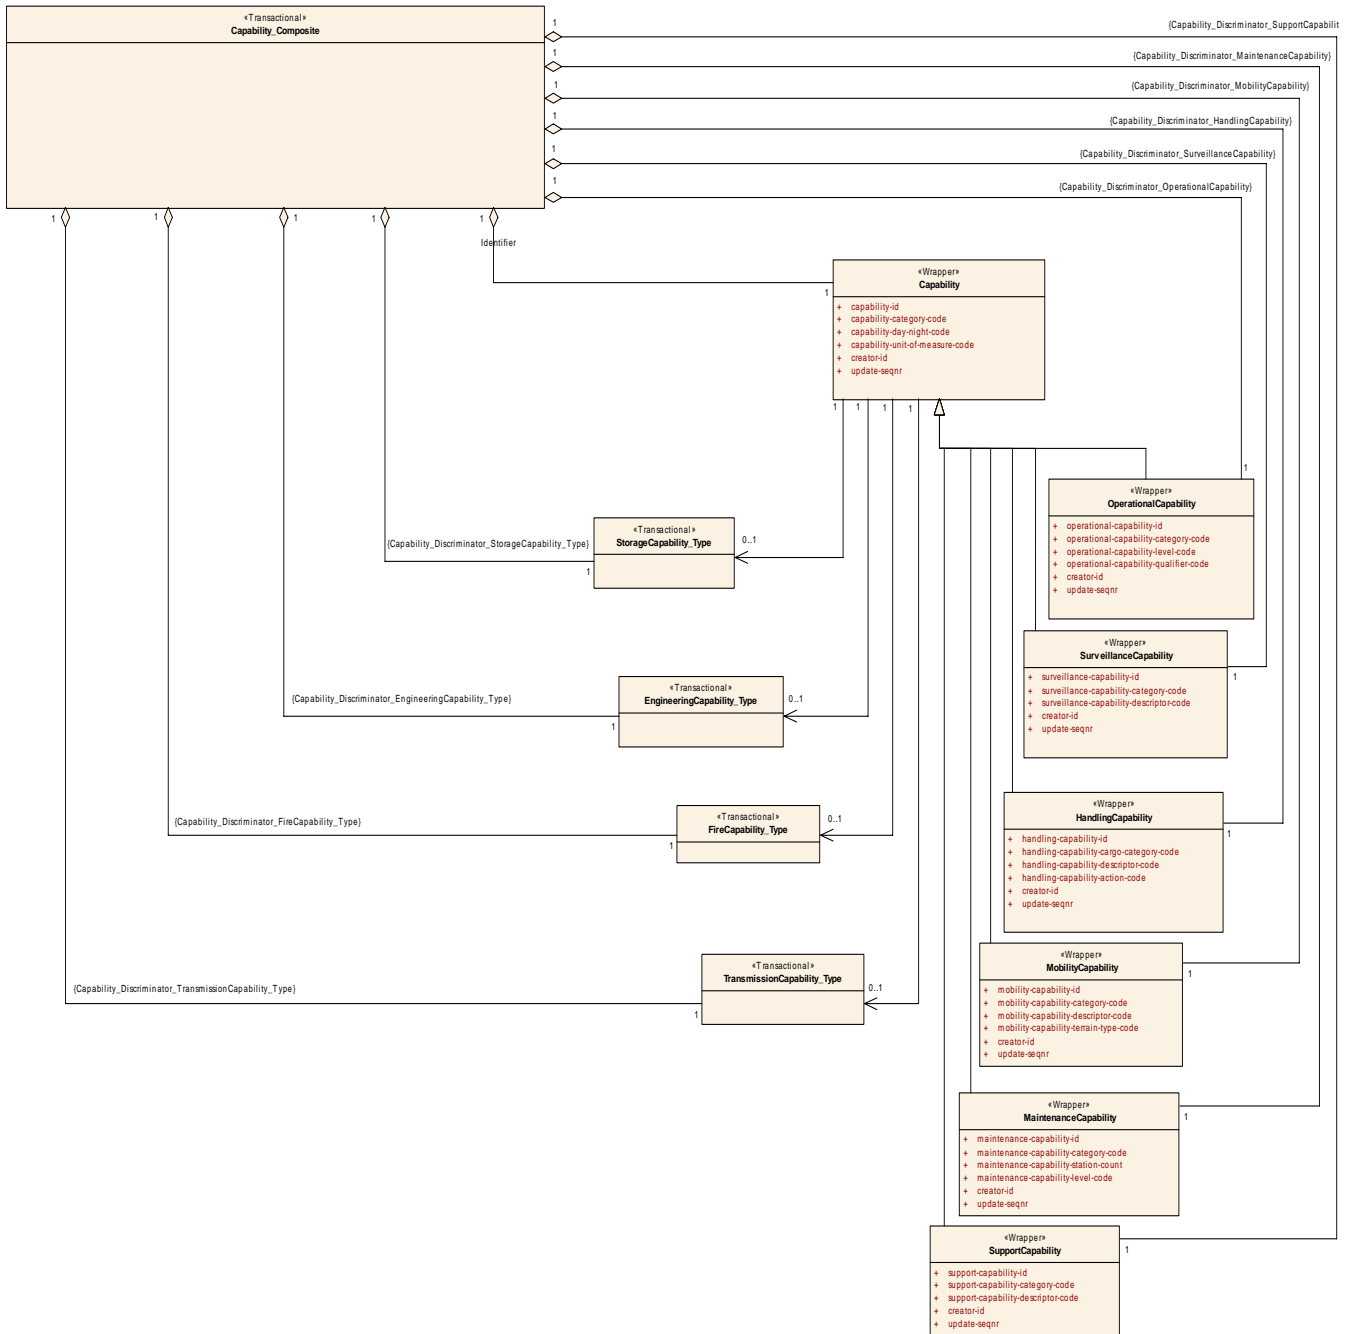 «Transactional»
Capability_Composite
1
{Capability_Discriminator_SupportCapabilit
1
{Capability_Discriminator_MaintenanceCapability}
1
{Capability_Discriminator_MobilityCapability}
1
{Capability_Discriminator_HandlingCapability}
1
{Capability_Discriminator_SurveillanceCapability}
1
{Capability_Discriminator_OperationalCapability}
1
1
1
1
1
Identifier
«Wrapper»
Capability
1
+ capability-id
+ capability-category-code
+ capability-day-night-code
+ capability-unit-of-measure-code
+ creator-id
+ update-seqnr
1
1
1
1
1
«Wrapper»
OperationalCapability
+ operational-capability-id
+ operational-capability-category-code
+ operational-capability-level-code
+ operational-capability-qualifier-code
+ creator-id
+ update-seqnr
«Transactional»
StorageCapability_Type
{Capability_Discriminator_StorageCapability_Type}
0..1
1
«Wrapper»
SurveillanceCapability
1
+ surveillance-capability-id
+ surveillance-capability-category-code
+ surveillance-capability-descriptor-code
+ creator-id
+ update-seqnr
«Transactional»
EngineeringCapability_Type
{Capability_Discriminator_EngineeringCapability_Type}
0..1
1
«Wrapper»
HandlingCapability
1
+ handling-capability-id
+ handling-capability-cargo-category-code
+ handling-capability-descriptor-code
+ handling-capability-action-code
+ creator-id
+ update-seqnr
«Transactional»
FireCapability_Type
{Capability_Discriminator_FireCapability_Type}
0..1
1
«Wrapper»
MobilityCapability
1
+ mobility-capability-id
+ mobility-capability-category-code
+ mobility-capability-descriptor-code
+ mobility-capability-terrain-type-code
+ creator-id
+ update-seqnr
«Transactional»
TransmissionCapability_Type
{Capability_Discriminator_TransmissionCapability_Type}
0..1
1
«Wrapper»
MaintenanceCapability
1
+ maintenance-capability-id
+ maintenance-capability-category-code
+ maintenance-capability-station-count
+ maintenance-capability-level-code
+ creator-id
+ update-seqnr
«Wrapper»
SupportCapability
1
+ support-capability-id
+ support-capability-category-code
+ support-capability-descriptor-code
+ creator-id
+ update-seqnr